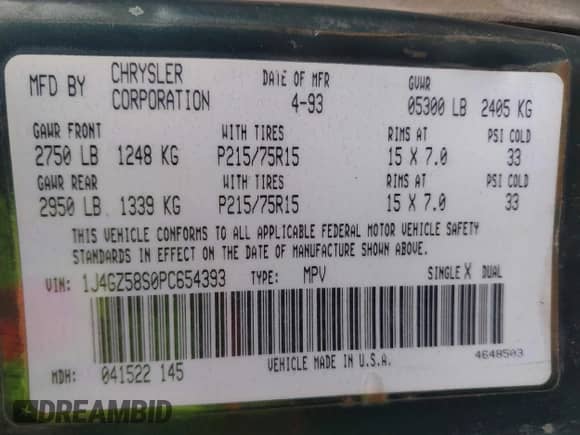 MFD BY CHRYSLER CORPORATION DATE OF MFR 4-93 GVWR 05300 LB 2405 KG
GAWR FRONT WITH TIRES RIMS AT PSI COLD
2750 LB 1248 KG P215/75R15 15 X 7.0 33
GAWR REAR WITH TIRES RIMS AT PSI COLD
2950 LB 1339 KG P215/75R15 15 X 7.0 33
THIS VEHICLE CONFORMS TO ALL APPLICABLE FEDERAL MOTOR VEHICLE SAFETY
STANDARDS IN EFFECT ON THE DATE OF MANUFACTURE SHOWN ABOVE.
VIN: 1J4GZ58S0PC654393 TYPE: MPV SINGLE X DUAL
VEHICLE MADE IN U.S.A. 4648503
MDH: 041522 145
DREAMBID